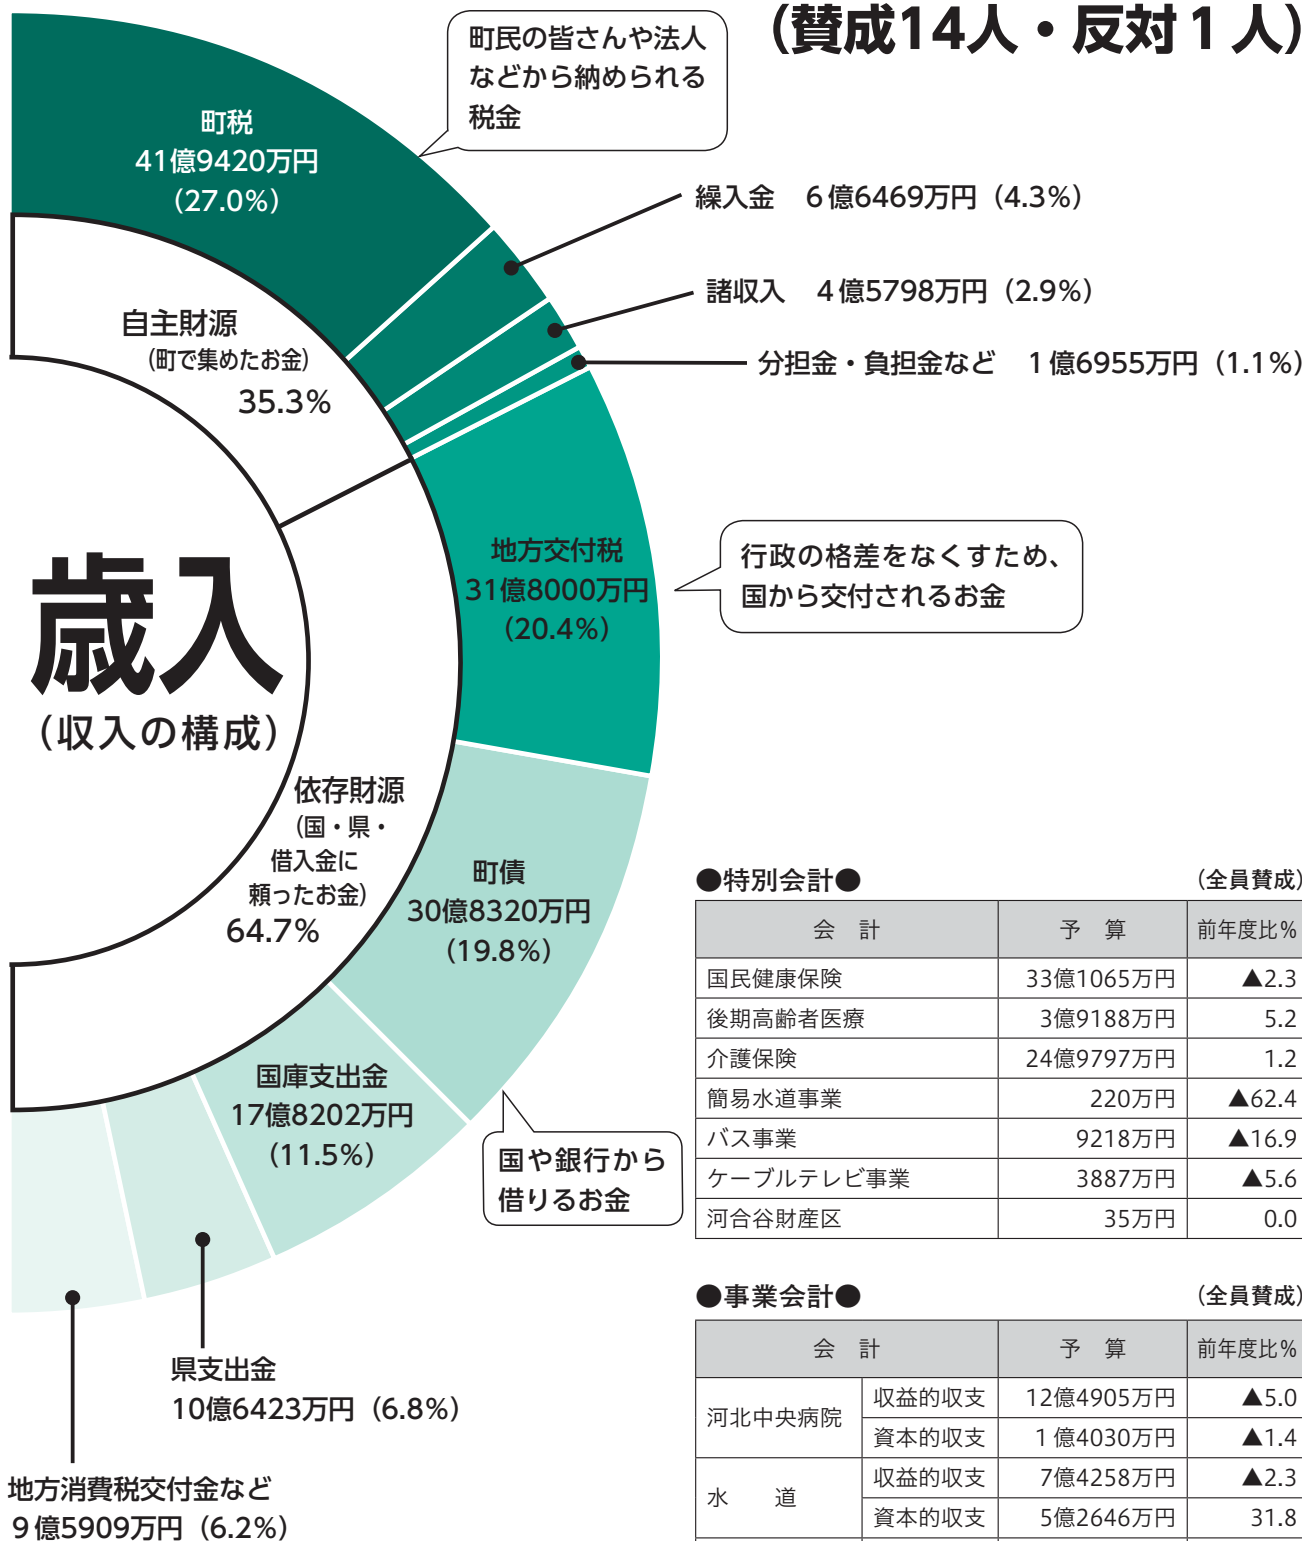 (賛成14人・反対1人)
町民の皆さんや法人
などから納められる
税金
町税
41億9420万円
(27.0%)
繰入金 6億6469万円(4.3%)
諸収入 4億5798万円(2.9%)
分担金・負担金など 1億6955万円(1.1%)
自主財源
(町で集めたお金)
35.3%
地方交付税
31億8000万円
(20.4%)
行政の格差をなくすため、
国から交付されるお金
歳入
(収入の構成)
依存財源
(国・県・
借入金に
頼ったお金)
64.7%
町債
30億8320万円
(19.8%)
国や銀行から
借りるお金
国庫支出金
17億8202万円
(11.5%)
県支出金
10億6423万円(6.8%)
地方消費税交付金など
9億5909万円(6.2%)
●特別会計● (全員賛成)
会 計 予 算 前年度比%
国民健康保険 33億1065万円 ▲2.3
後期高齢者医療 3億9188万円 5.2
介護保険 24億9797万円 1.2
簡易水道事業 220万円 ▲62.4
バス事業 9218万円 ▲16.9
ケーブルテレビ事業 3887万円 ▲5.6
河合谷財産区 35万円 0.0
●事業会計● (全員賛成)
会 計 予 算 前年度比%
河北中央病院 収益的収支 12億4905万円 ▲5.0
資本的収支 1億4030万円 ▲1.4
水 道 収益的収支 7億4258万円 ▲2.3
資本的収支 5億2646万円 31.8